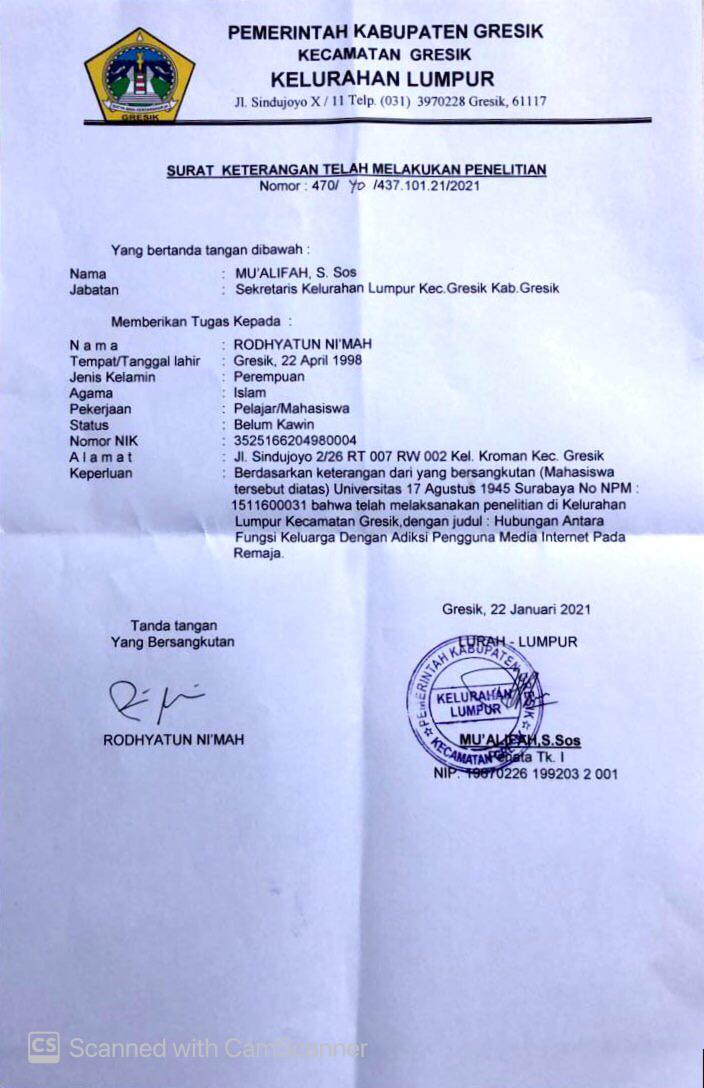 PEMERINTAH KABUPATEN GRESIK
KECAMATAN GRESIK
KELURAHAN LUMPUR
Jl. Sindujoyo X / 11 Telp. (031) 3970228 Gresik, 61117
GRESIK
SURAT KETERANGAN TELAH MELAKUKAN PENELITIAN
Nomor : 470/ 40 /437.101.21/2021
Yang bertanda tangan dibawah :
Nama : MU'ALIFAH, S. Sos
Jabatan : Sekretaris Kelurahan Lumpur Kec.Gresik Kab.Gresik
Memberikan Tugas Kepada :
N a m a : RODHYATUN NI'MAH
Tempat/Tanggal lahir : Gresik, 22 April 1998
Jenis Kelamin : Perempuan
Agama : Islam
Pekerjaan : Pelajar/Mahasiswa
Status : Belum Kawin
Nomor NIK : 3525166204980004
A l a m a t : Jl. Sindujoyo 2/26 RT 007 RW 002 Kel. Kroman Kec. Gresik
Keperluan : Berdasarkan keterangan dari yang bersangkutan (Mahasiswa
tersebut diatas) Universitas 17 Agustus 1945 Surabaya No NPM :
1511600031 bahwa telah melaksanakan penelitian di Kelurahan
Lumpur Kecamatan Gresik,dengan judul : Hubungan Antara
Fungsi Keluarga Dengan Adiksi Pengguna Media Internet Pada
Remaja.
Gresik, 22 Januari 2021
Tanda tangan
Yang Bersangkutan
LURAH - LUMPUR
PEMERINTAH KABUPATEN GRESIK
KELURAHAN
LUMPUR
KECAMATAN GRESIK
RODHYATUN NI'MAH
MU'ALIFAH,S.Sos
Penata Tk. I
NIP. 19670226 199203 2 001
CS Scanned with CamScanner